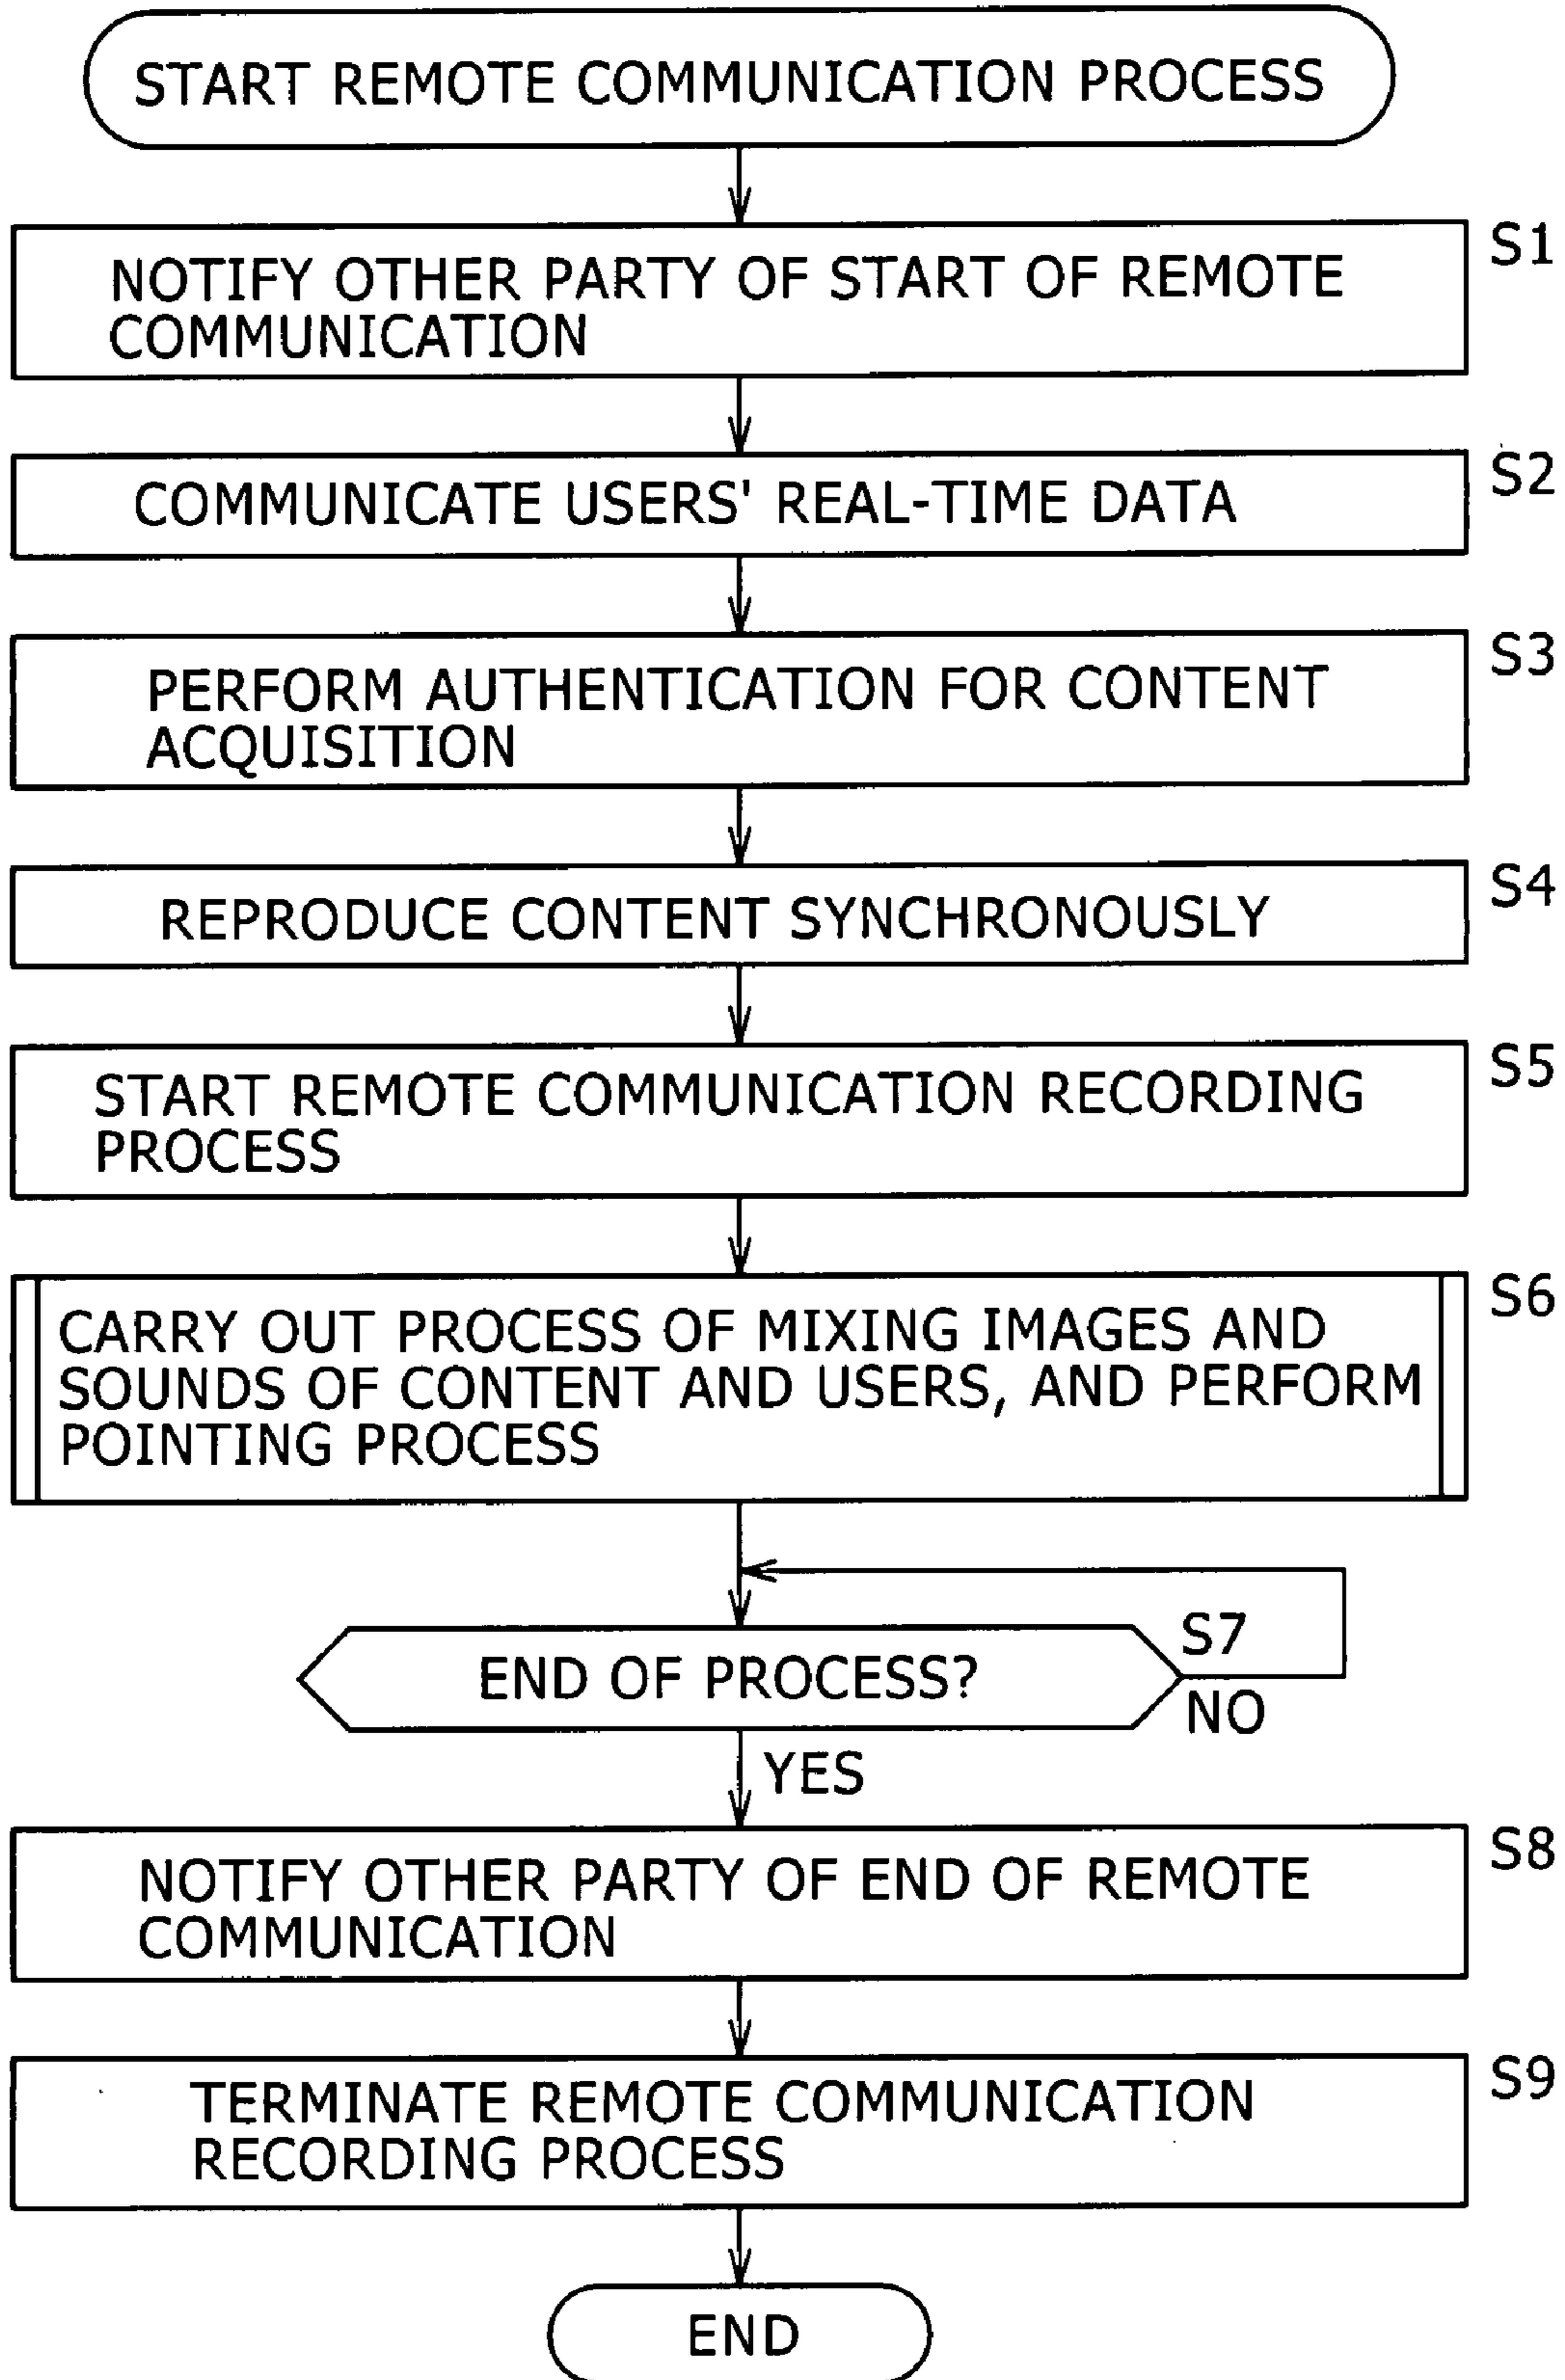 START REMOTE COMMUNICATION PROCESS
S1
NOTIFY OTHER PARTY OF START OF REMOTE
COMMUNICATION
S2
COMMUNICATE USERS' REAL-TIME DATA
S3
PERFORM AUTHENTICATION FOR CONTENT
ACQUISITION
S4
REPRODUCE CONTENT SYNCHRONOUSLY
S5
START REMOTE COMMUNICATION RECORDING
PROCESS
S6
CARRY OUT PROCESS OF MIXING IMAGES AND
SOUNDS OF CONTENT AND USERS, AND PERFORM
POINTING PROCESS
S7
END OF PROCESS?
NO
YES
S8
NOTIFY OTHER PARTY OF END OF REMOTE
COMMUNICATION
S9
TERMINATE REMOTE COMMUNICATION
RECORDING PROCESS
END